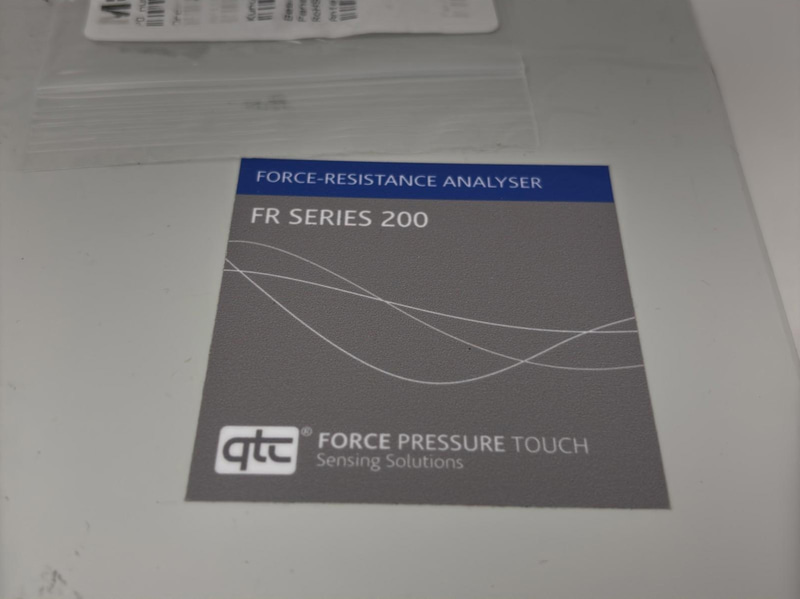 FORCE-RESISTANCE ANALYSER
FR SERIES 200
qtc® FORCE PRESSURE TOUCH
Sensing Solutions